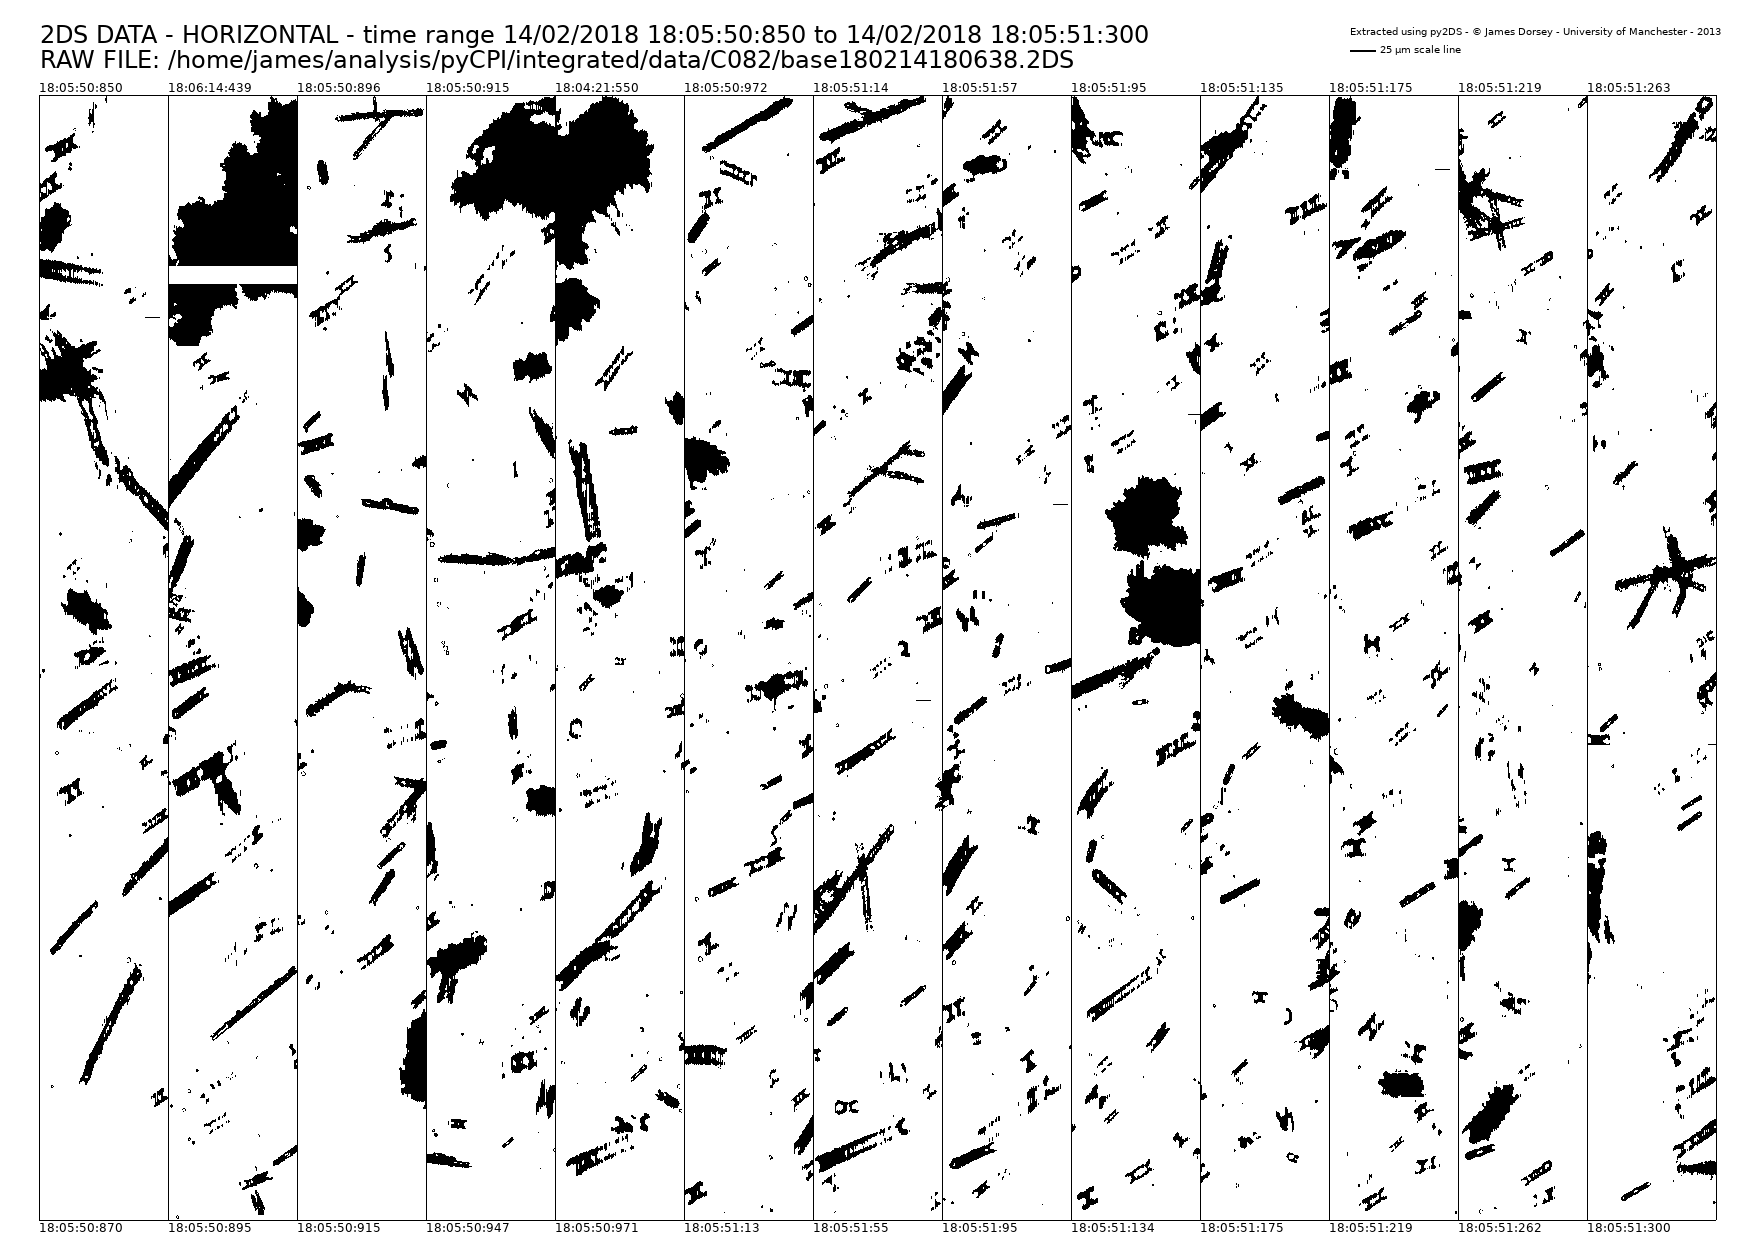 2DS DATA - HORIZONTAL - time range 14/02/2018 18:05:50:850 to 14/02/2018 18:05:51:300
RAW FILE: /home/james/analysis/pyCPI/integrated/data/C082/base180214180638.2DS
Extracted using py2DS - © James Dorsey - University of Manchester - 2013
25 µm scale line
18:05:50:850 18:06:14:439 18:05:50:896 18:05:50:915 18:04:21:550 18:05:50:972 18:05:51:14 18:05:51:57 18:05:51:95 18:05:51:135 18:05:51:175 18:05:51:219 18:05:51:263
18:05:50:870 18:05:50:895 18:05:50:915 18:05:50:947 18:05:50:971 18:05:51:13 18:05:51:55 18:05:51:95 18:05:51:134 18:05:51:175 18:05:51:219 18:05:51:262 18:05:51:300